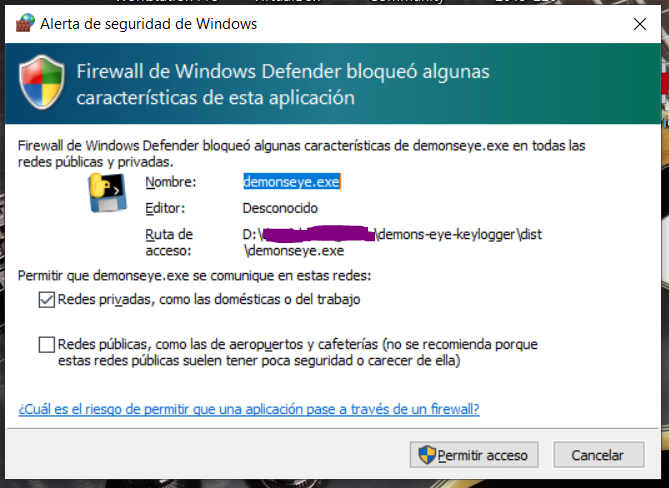 Alerta de seguridad de Windows
Firewall de Windows Defender bloqueó algunas
características de esta aplicación
Firewall de Windows Defender bloqueó algunas características de demonseye.exe en todas las
redes públicas y privadas.
Nombre: demonseye.exe
Editor: Desconocido
Ruta de D:\ \demons-eye-keylogger\dist
acceso: \demonseye.exe
Permitir que demonseye.exe se comunique en estas redes:
Redes privadas, como las domésticas o del trabajo
Redes públicas, como las de aeropuertos y cafeterías (no se recomienda porque
estas redes públicas suelen tener poca seguridad o carecer de ella)
¿Cuál es el riesgo de permitir que una aplicación pase a través de un firewall?
Permitir acceso Cancelar